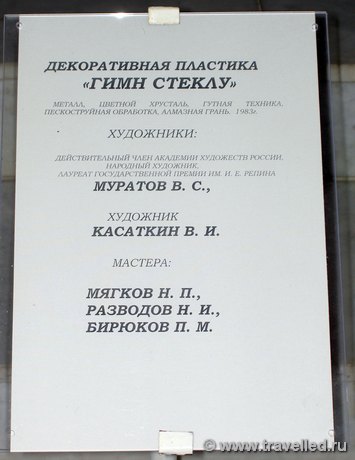 ДЕКОРАТИВНАЯ ПЛАСТИКА
«ГИМН СТЕКЛУ»
МЕТАЛЛ, ЦВЕТНОЙ ХРУСТАЛЬ, ГУТНАЯ ТЕХНИКА,
ПЕСКОСТРУЙНАЯ ОБРАБОТКА, АЛМАЗНАЯ ГРАНЬ. 1983г.
ХУДОЖНИКИ:
ДЕЙСТВИТЕЛЬНЫЙ ЧЛЕН АКАДЕМИИ ХУДОЖЕСТВ РОССИИ,
НАРОДНЫЙ ХУДОЖНИК,
ЛАУРЕАТ ГОСУДАРСТВЕННОЙ ПРЕМИИ ИМ. И. Е. РЕПИНА
МУРАТОВ В. С.,
ХУДОЖНИК
КАСАТКИН В. И.
МАСТЕРА:
МЯГКОВ Н. П.,
РАЗВОДОВ Н. И.,
БИРЮКОВ П. М.
© www.travelled.ru